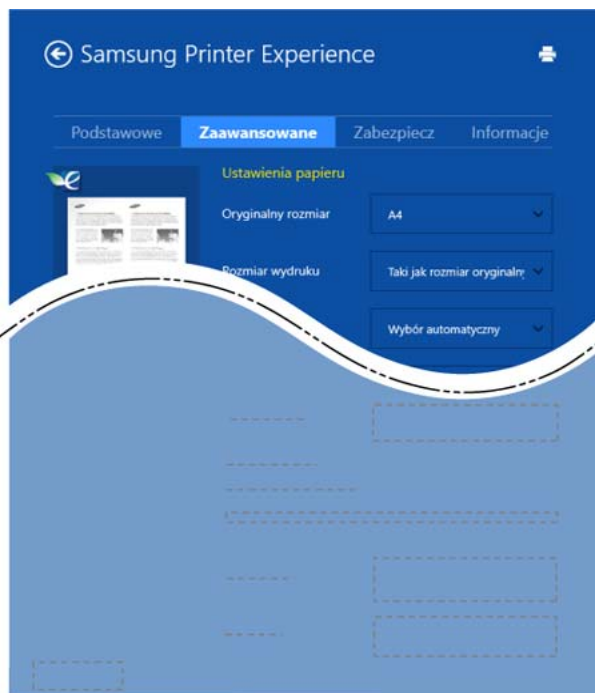 Samsung Printer Experience
Podstawowe Zaawansowane Zabezpiecz Informacje
Ustawienia papieru
Oryginalny rozmiar A4
Rozmiar wydruku Taki jak rozmiar oryginalny
Wybór automatyczny